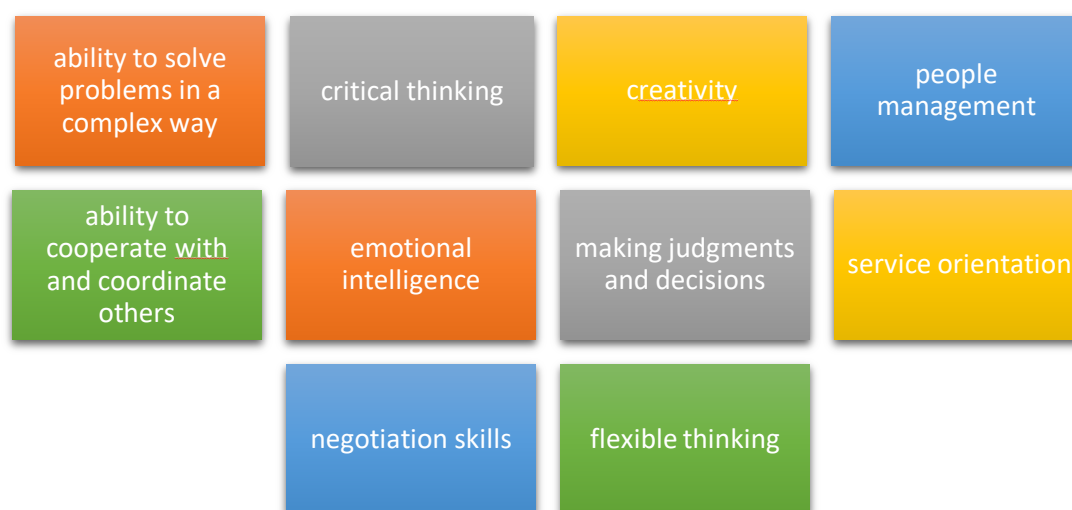 ability to solve
problems in a
complex way
critical thinking
creativity
people
management
ability to
cooperate with
and coordinate
others
emotional
intelligence
making judgments
and decisions
service orientation
negotiation skills
flexible thinking